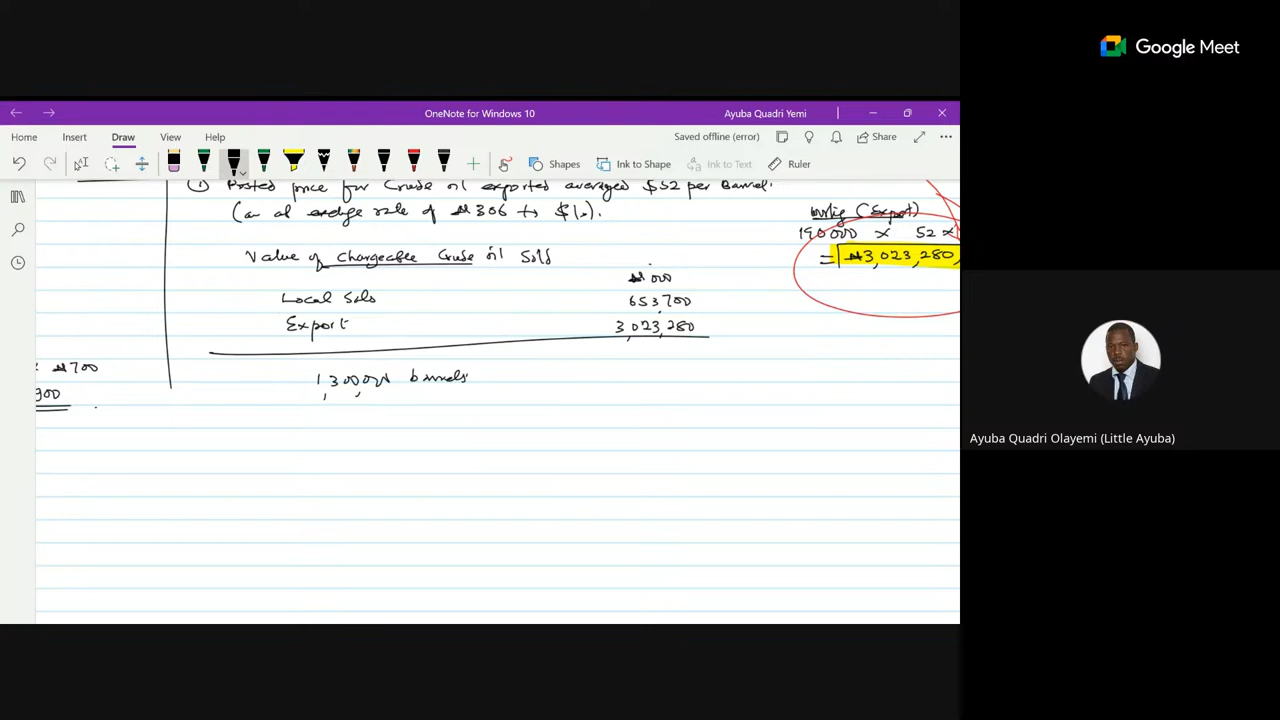 Google Meet
OneNote for Windows 10
Ayuba Quadri Yemi
Home Insert Draw View Help
Saved offline (error)
Share
Shapes
Ink to Shape
Ink to Text
Ruler
① Posted price for Crude oil exported averaged $52 per Barrel.
(an at rate of ₦306 to $1.).
(Export)
190000 x 52 x
= ₦3,023,280,
Value of Chargeable Crude oil Sold
₦000
Local Sales 653,700
Export 3,023,280
1,300,000 barrels
₦700
900
Ayuba Quadri Olayemi (Little Ayuba)